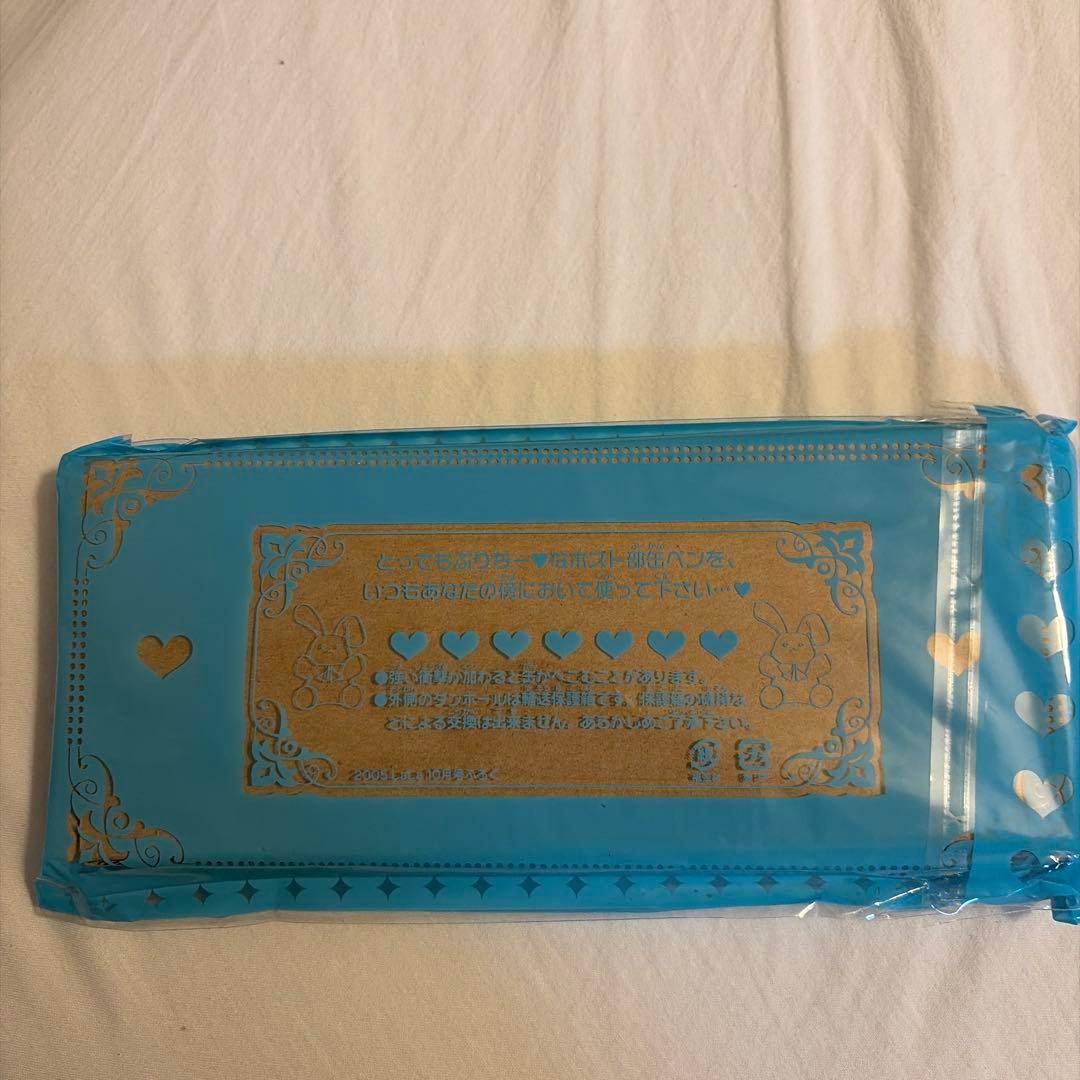 とってもぷりちー♥なホスト部缶ペンを、
いつもあなたの傍において使って下さい…♥
●強い衝撃が加わると缶がへこむことがあります。
●外側のダンボールは輸送保護箱です。保護箱の破損な
どによる交換は出来ません。あらかじめご了承下さい。
2005 LaLa 10月号ふろく